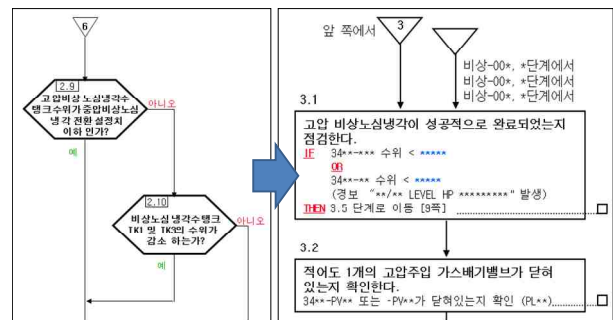 6
2.9
고압비상노심냉각수
탱크수위가 중압비상노심
냉각 전환 설정치
이하 인가?
아니오
예
2.10
비상노심냉각수탱크
TK1 및 TK3의 수위가
감소 하는가?
아니오
예
앞 쪽에서
3
비상-00*, *단계에서
비상-00*, *단계에서
비상-00*, *단계에서
3.1
고압 비상노심냉각이 성공적으로 완료되었는지
점검한다.
IF 34**-*** 수위 < *****
OR
34**-** 수위 < *****
(경보 "**/** LEVEL HP *********" 발생)
THEN 3.5 단계로 이동 [9쪽]
3.2
적어도 1개의 고압주입 가스배기밸브가 닫혀
있는지 확인한다.
34**-PV** 또는 -PV**가 닫혀있는지 확인 (PL**)